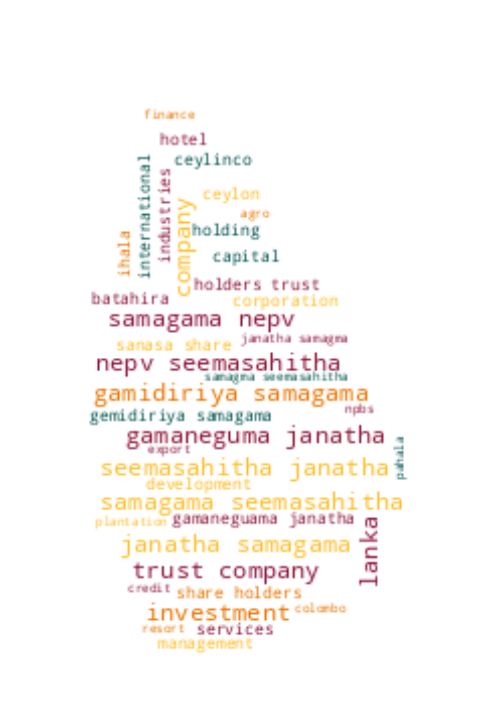 finance
hotel
ceylinco
international
industries
ceylon
company
agro
holding
ihala
capital
holders trust
batahira
corporation
samagama nepv
janatha samagma
sanasa share
nepv seemasahitha
samagma seemasahitha
gamidiriya samagama
npbs
gemidiriya samagama
gamaneguma janatha
pahala
export
seemasahitha janatha
development
samagama seemasahitha
plantation
gamaneguama janatha
lanka
janatha samagama
trust company
credit
share holders
investment
colombo
resort
services
management